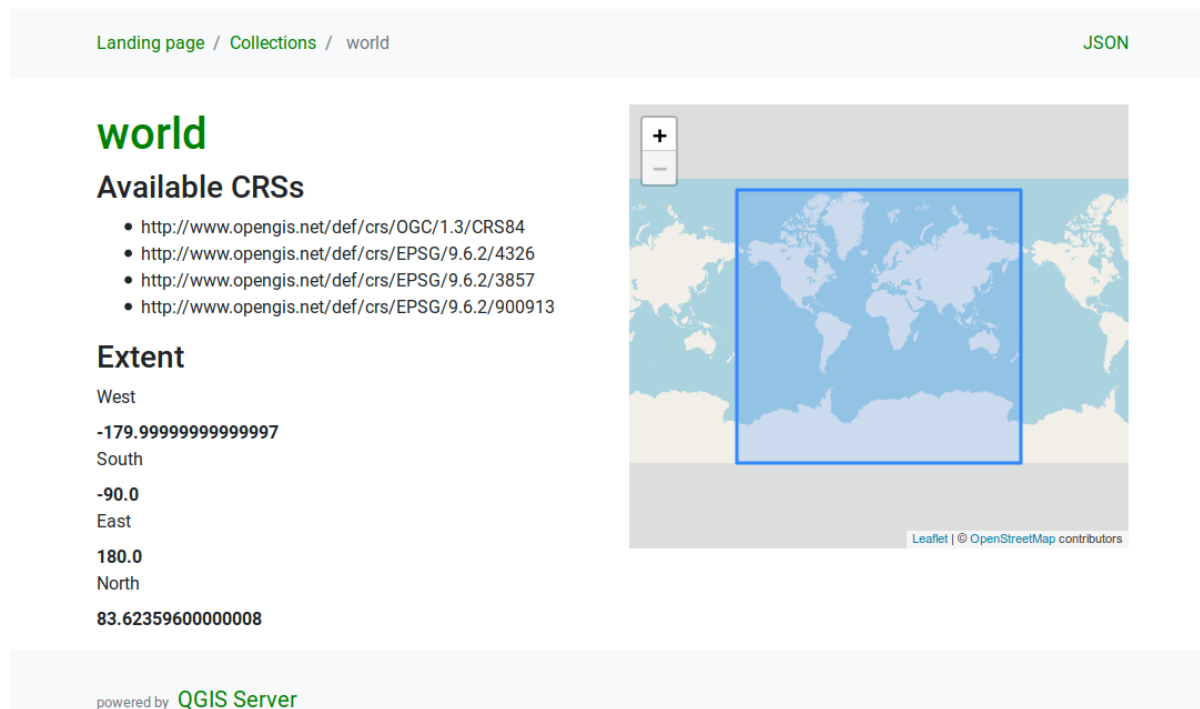 Landing page / Collections / world
JSON
world
Available CRSs
http://www.opengis.net/def/crs/OGC/1.3/CRS84
http://www.opengis.net/def/crs/EPSG/9.6.2/4326
http://www.opengis.net/def/crs/EPSG/9.6.2/3857
http://www.opengis.net/def/crs/EPSG/9.6.2/900913
Extent
West
-179.99999999999997
South
-90.0
East
180.0
North
83.62359600000008
+
−
Leaflet | © OpenStreetMap contributors
powered by QGIS Server